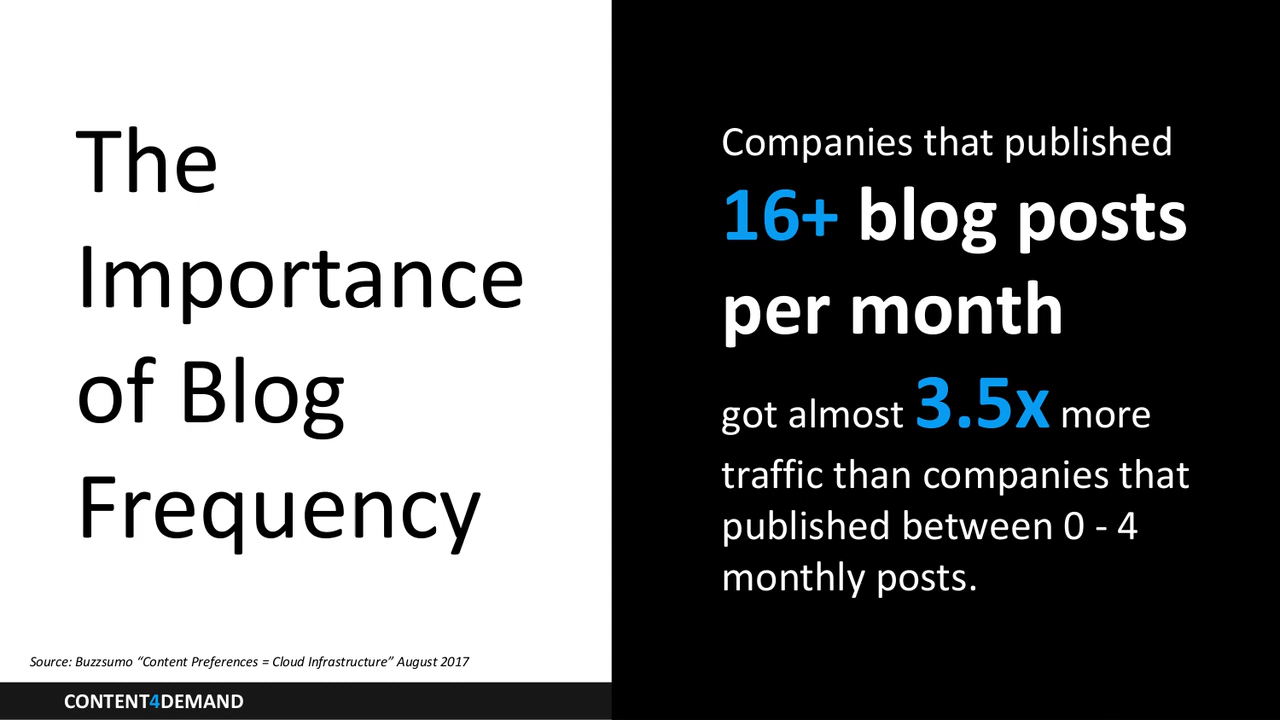 The
Importance
of Blog
Frequency
Companies that published
16+ blog posts
per month
got almost 3.5x more
traffic than companies that
published between 0 - 4
monthly posts.
Source: Buzzsumo “Content Preferences = Cloud Infrastructure” August 2017
CONTENT4DEMAND